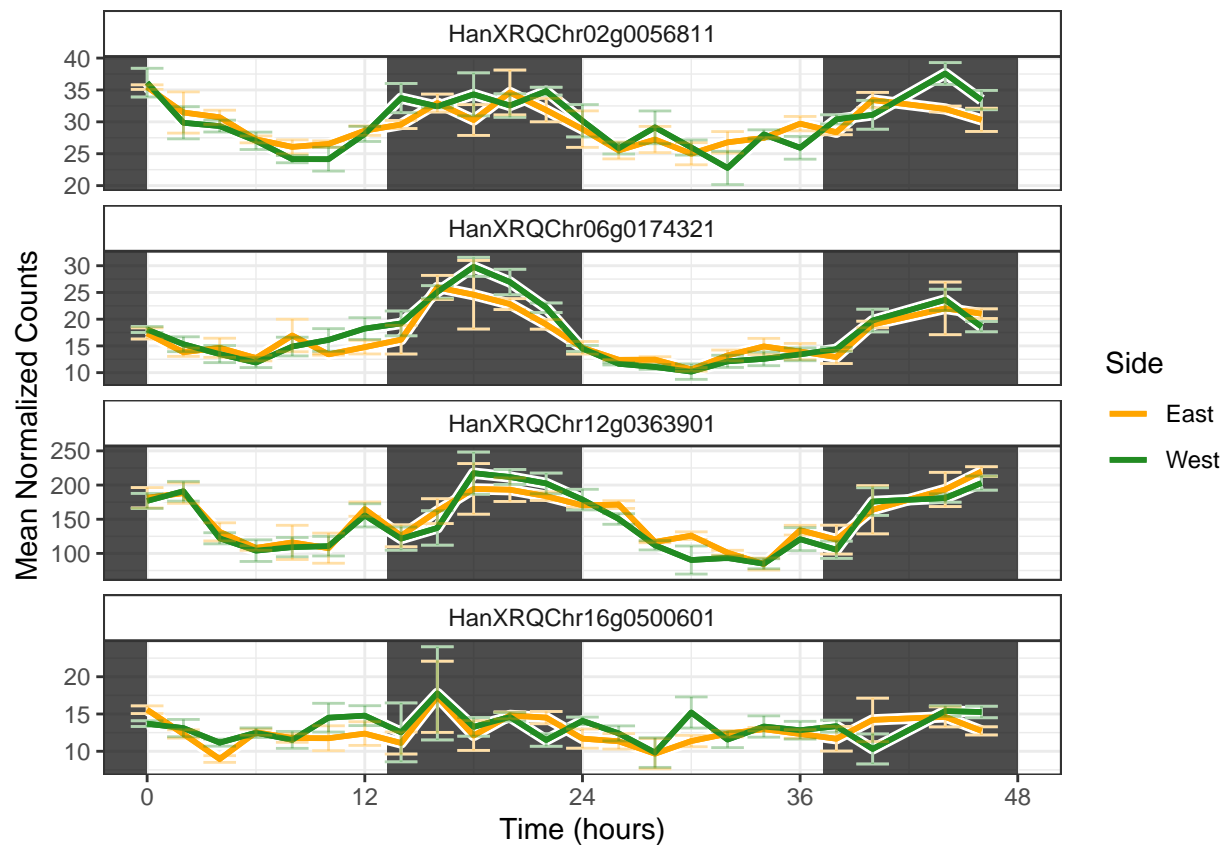 HanXRQChr02g0056811
40
35
30
25
20
HanXRQChr06g0174321
30
25
20
15
10
HanXRQChr12g0363901
250
200
150
100
HanXRQChr16g0500601
20
15
10
0 12 24 36 48
Time (hours)
Mean Normalized Counts
Side
East
West